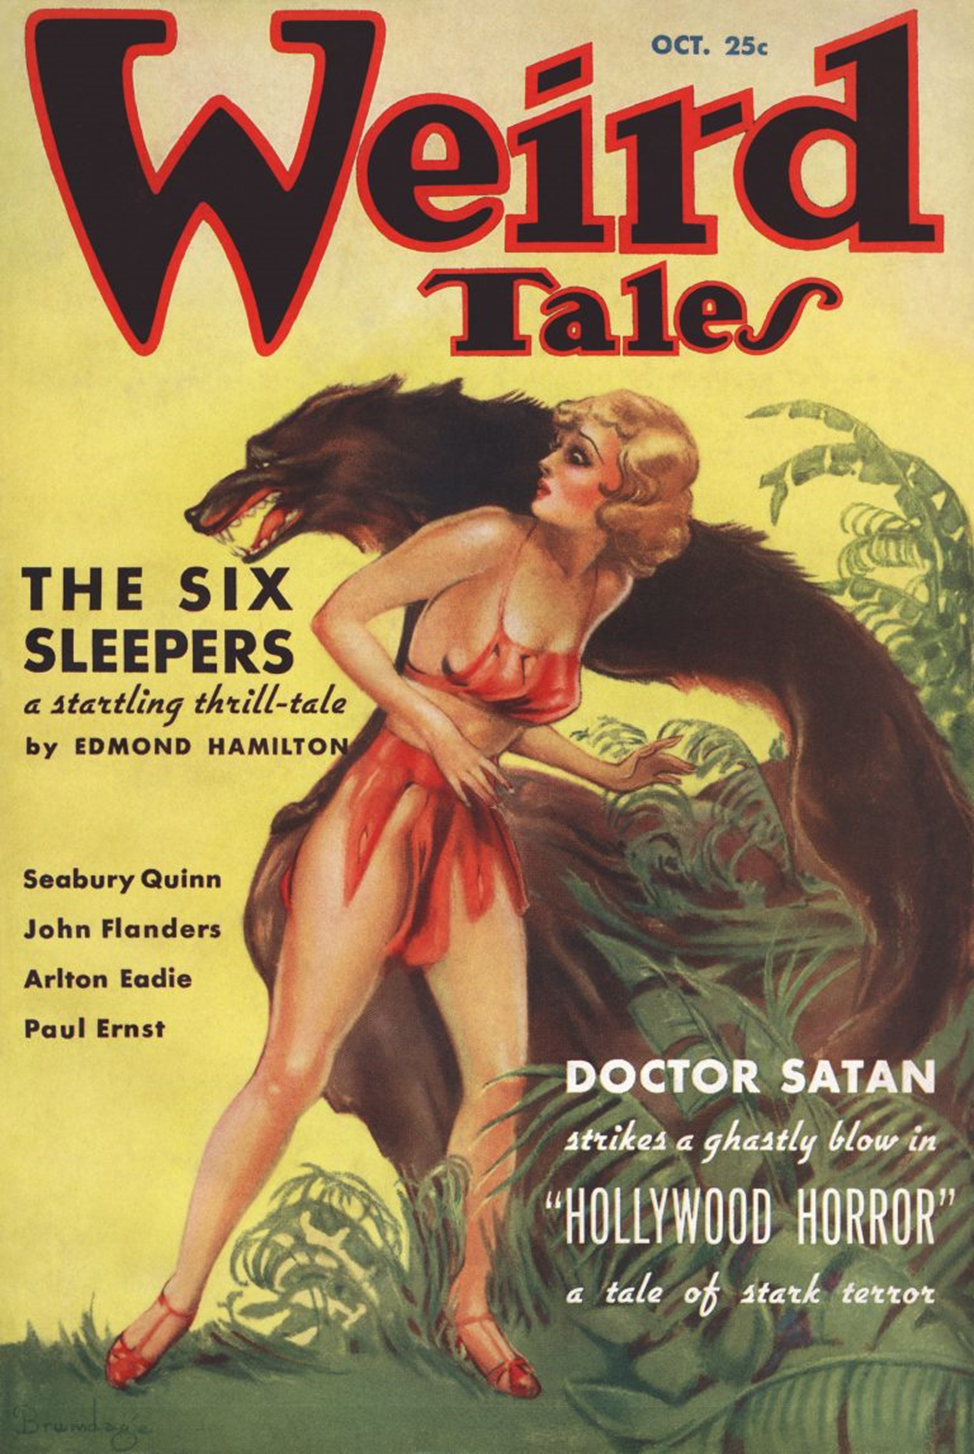 OCT. 25c
Weird
Tales
THE SIX
SLEEPERS
a startling thrill-tale
by EDMOND HAMILTON
Seabury Quinn
John Flanders
Arlton Eadie
Paul Ernst
DOCTOR SATAN
strikes a ghastly blow in
"HOLLYWOOD HORROR"
a tale of stark terror
Brundage